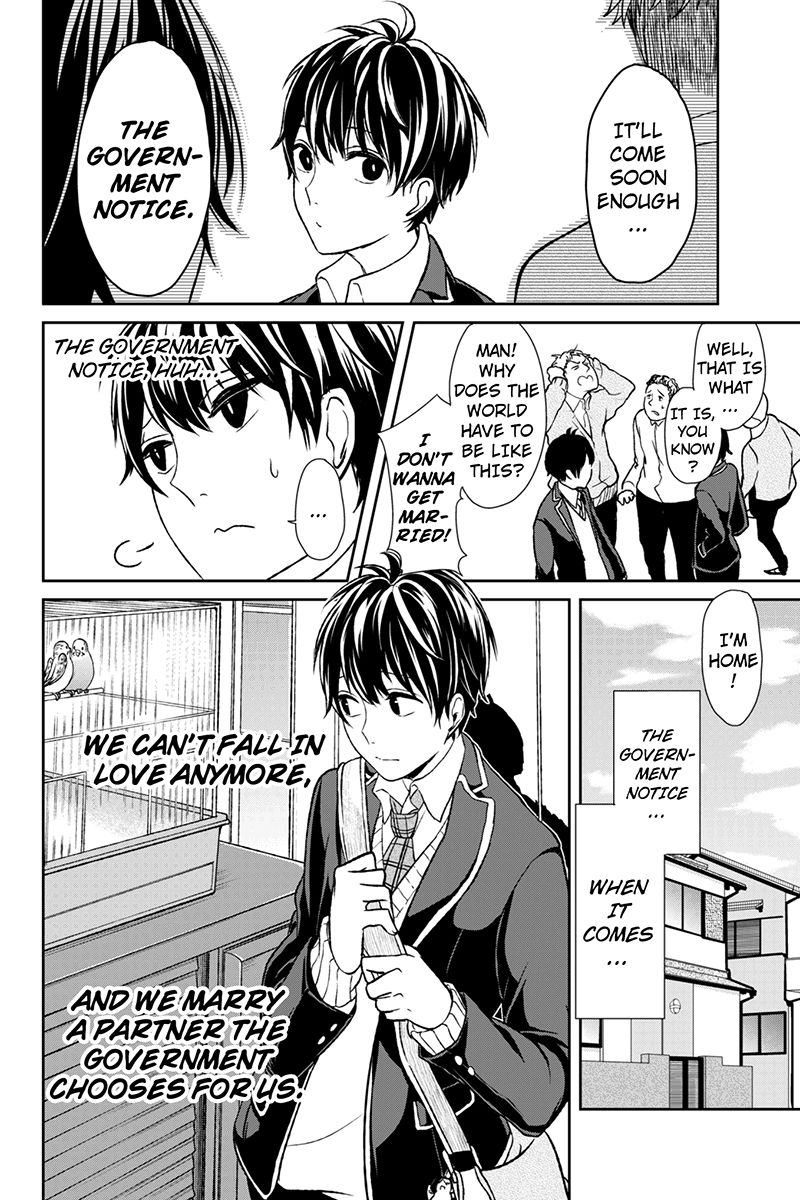 IT'LL
COME
SOON
ENOUGH
...
THE
GOVERN-
MENT
NOTICE.
WELL,
THAT IS
WHAT
...
IT IS,
YOU
KNOW
?
MAN!
WHY
DOES THE
WORLD
HAVE TO
BE LIKE
THIS?
I
DON'T
WANNA
GET
MAR-
RIED!
THE GOVERNMENT
NOTICE, HUH...
...
I'M
HOME
!
THE
GOVERN-
MENT
NOTICE
...
WHEN
IT
COMES
...
WE CAN'T FALL IN
LOVE ANYMORE,
AND WE MARRY
A PARTNER THE
GOVERNMENT
CHOOSES FOR US.